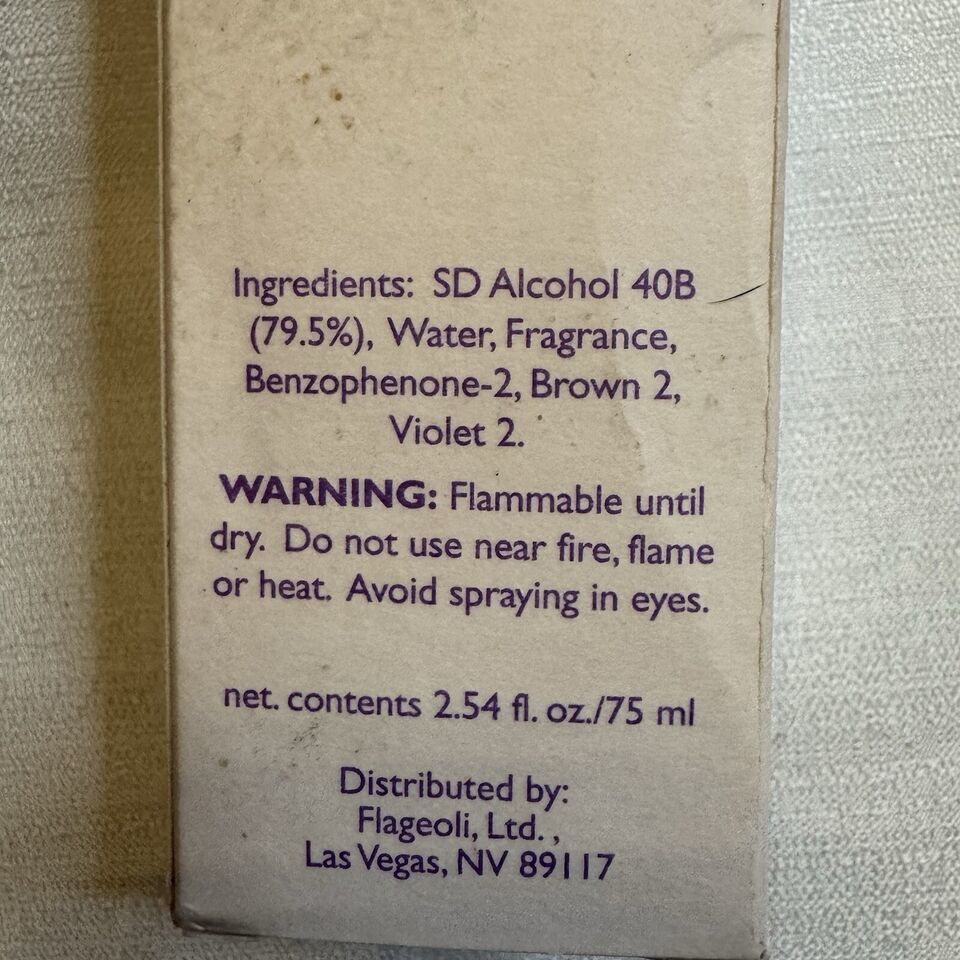 Ingredients: SD Alcohol 40B
(79.5%), Water, Fragrance,
Benzophenone-2, Brown 2,
Violet 2.
WARNING: Flammable until
dry. Do not use near fire, flame
or heat. Avoid spraying in eyes.
net. contents 2.54 fl. oz./75 ml
Distributed by:
Flageoli, Ltd. ,
Las Vegas, NV 89117